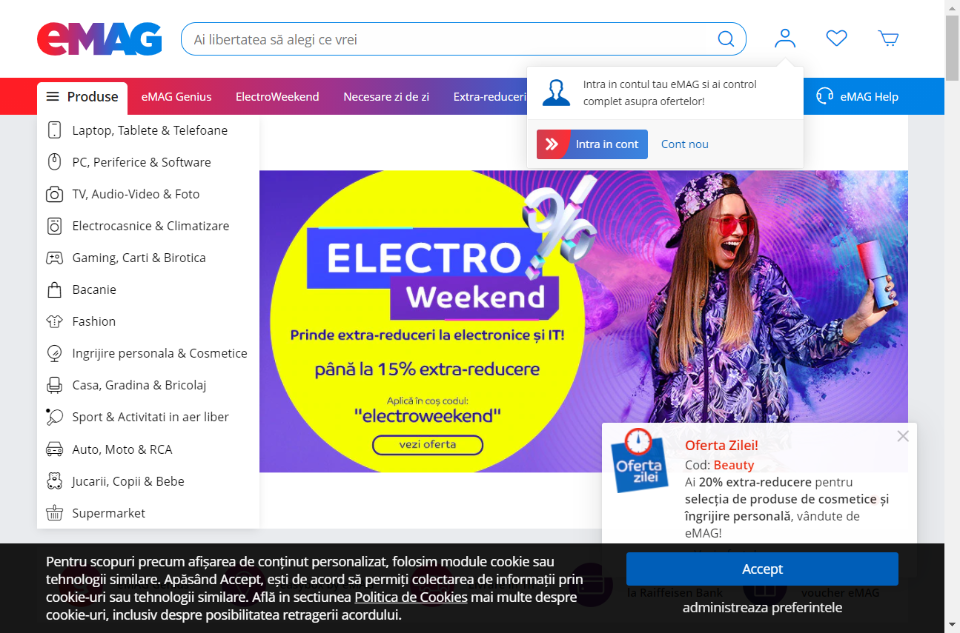 eMAG
Ai libertatea să alegi ce vrei
Produse
eMAG Genius
ElectroWeekend
Necesare zi de zi
Extra-reduceri
eMAG Help
Intra in contul tau eMAG si ai control
complet asupra ofertelor!
Intra in cont
Cont nou
Laptop, Tablete & Telefoane
PC, Periferice & Software
TV, Audio-Video & Foto
Electrocasnice & Climatizare
Gaming, Carti & Birotica
Bacanie
Fashion
Ingrijire personala & Cosmetice
Casa, Gradina & Bricolaj
Sport & Activitati in aer liber
Auto, Moto & RCA
Jucarii, Copii & Bebe
Supermarket
ELECTRO %
Weekend
Prinde extra-reduceri la electronice și IT!
până la 15% extra-reducere
Aplică în coș codul:
"electroweekend"
vezi oferta
Oferta
zilei
Oferta Zilei!
Cod: Beauty
Ai 20% extra-reducere pentru
selecția de produse de cosmetice și
îngrijire personală, vândute de
eMAG!
Pentru scopuri precum afișarea de conținut personalizat, folosim module cookie sau
tehnologii similare. Apăsând Accept, ești de acord să permiți colectarea de informații prin
cookie-uri sau tehnologii similare. Află in sectiunea Politica de Cookies mai multe despre
cookie-uri, inclusiv despre posibilitatea retragerii acordului.
Accept
la Raiffeisen Bank
voucher eMAG
administreaza preferintele